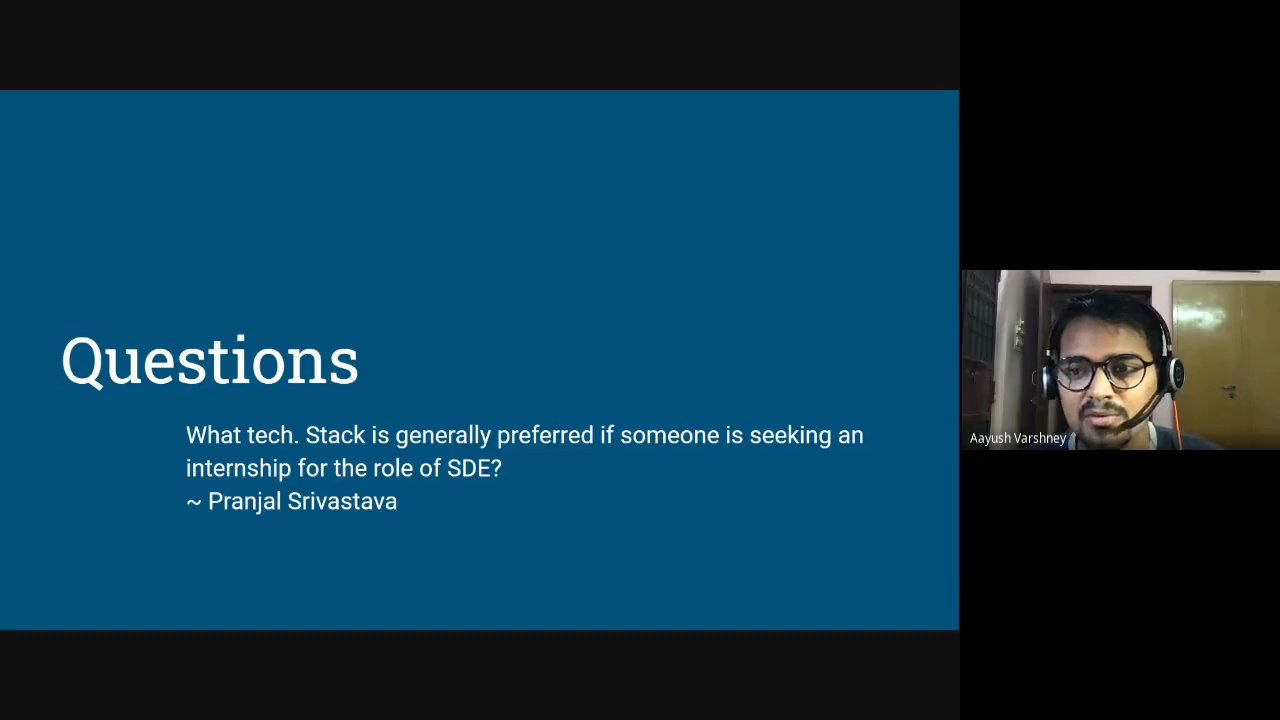 Questions
What tech. Stack is generally preferred if someone is seeking an
internship for the role of SDE?
~ Pranjal Srivastava
Aayush Varshney